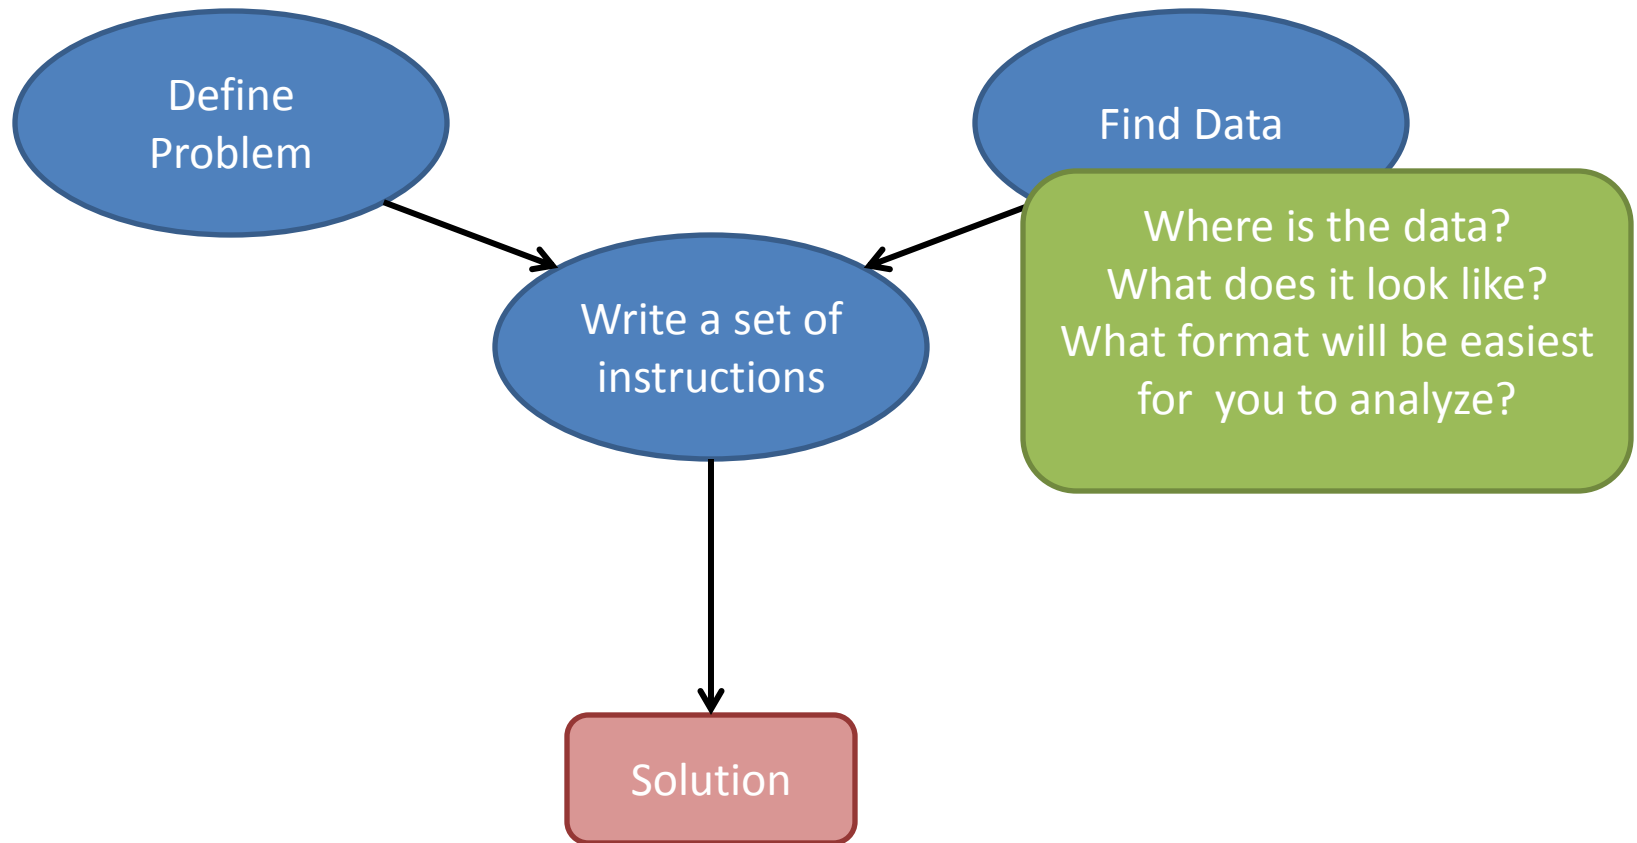 Define
Problem
Find Data
Where is the data?
What does it look like?
What format will be easiest
for  you to analyze?
Write a set of
instructions
Solution